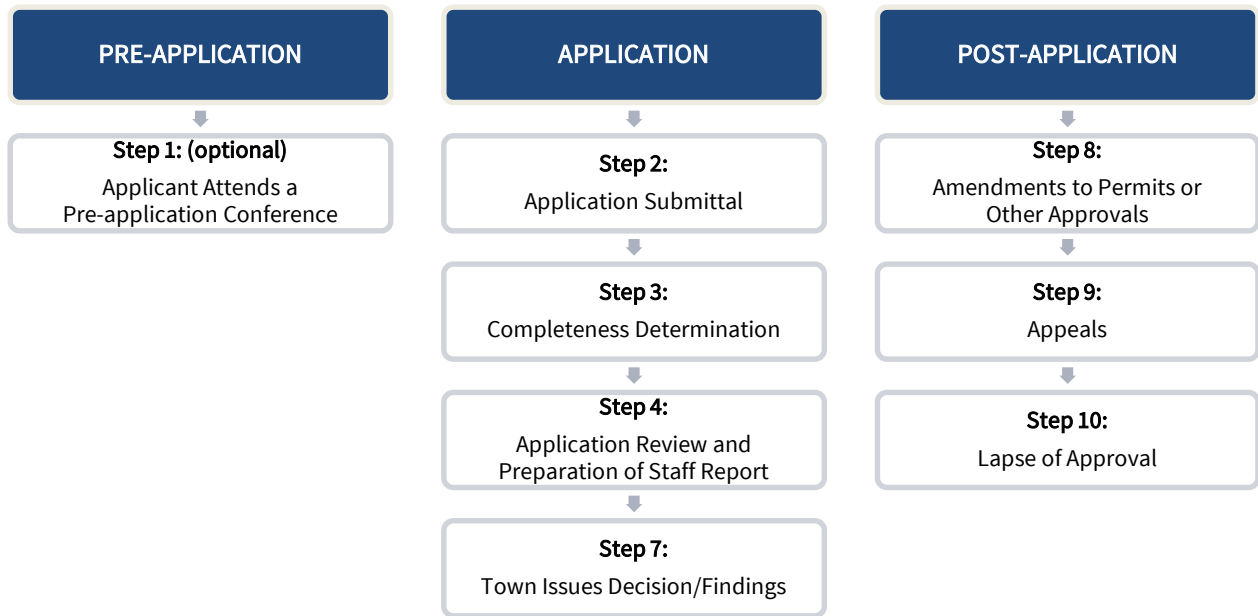 PRE-APPLICATION
Step 1: (optional)
Applicant Attends a
Pre-application Conference
APPLICATION
Step 2:
Application Submittal
Step 3:
Completeness Determination
Step 4:
Application Review and
Preparation of Staff Report
Step 7:
Town Issues Decision/Findings
POST-APPLICATION
Step 8:
Amendments to Permits or
Other Approvals
Step 9:
Appeals
Step 10:
Lapse of Approval